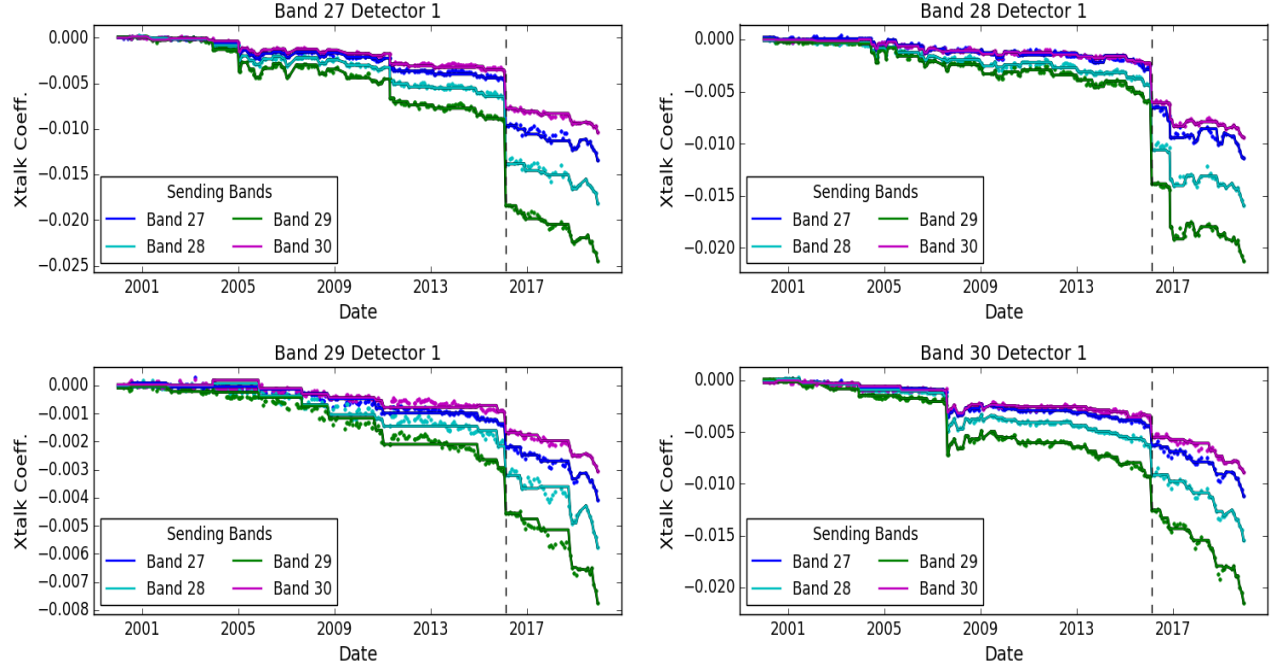 Band 27 Detector 1
Xtalk Coeff.
0.000
−0.005
−0.010
−0.015
−0.020
−0.025
Sending Bands
Band 27 Band 29
Band 28 Band 30
2001 2005 2009 2013 2017
Date
Band 28 Detector 1
Xtalk Coeff.
0.000
−0.005
−0.010
−0.015
−0.020
Sending Bands
Band 27 Band 29
Band 28 Band 30
2001 2005 2009 2013 2017
Date
Band 29 Detector 1
Xtalk Coeff.
0.000
−0.001
−0.002
−0.003
−0.004
−0.005
−0.006
−0.007
−0.008
Sending Bands
Band 27 Band 29
Band 28 Band 30
2001 2005 2009 2013 2017
Date
Band 30 Detector 1
Xtalk Coeff.
0.000
−0.005
−0.010
−0.015
−0.020
Sending Bands
Band 27 Band 29
Band 28 Band 30
2001 2005 2009 2013 2017
Date